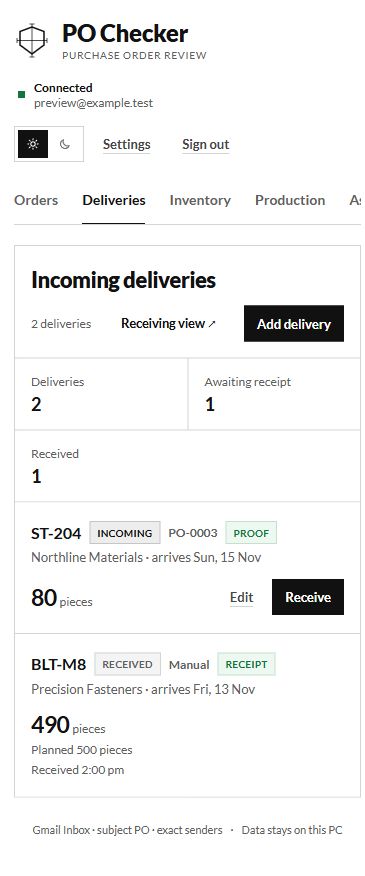 PO Checker
PURCHASE ORDER REVIEW
Connected
preview@example.test
Settings Sign out
Orders Deliveries Inventory Production
Incoming deliveries
2 deliveries Receiving view ↗ Add delivery
Deliveries Awaiting receipt
2 1
Received
1
ST-204 INCOMING PO-0003 PROOF
Northline Materials · arrives Sun, 15 Nov
80 pieces Edit Receive
BLT-M8 RECEIVED Manual RECEIPT
Precision Fasteners · arrives Fri, 13 Nov
490 pieces
Planned 500 pieces
Received 2:00 pm
Gmail Inbox · subject PO · exact senders · Data stays on this PC